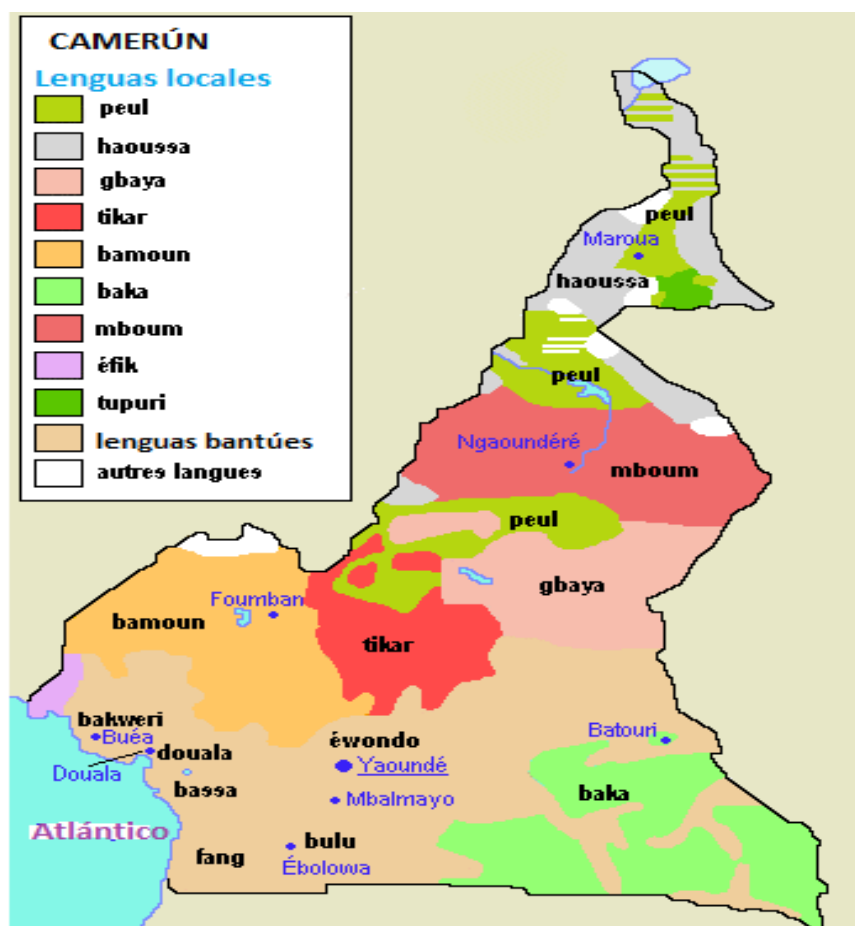 CAMERÚN
Lenguas locales
peul
haoussa
gbaya
tikar
bamoun
baka
mboum
éfik
tupuri
lenguas bantúes
autres langues
peul
Maroua
haoussa
peul
Ngaoundéré
mboum
peul
gbaya
Foumban
bamoun
tikar
bakweri
Buéa
douala
Douala
bassa
éwondo
Yaoundé
Mbalmayo
Batouri
baka
Atlántico
bulu
fang
Ébolowa